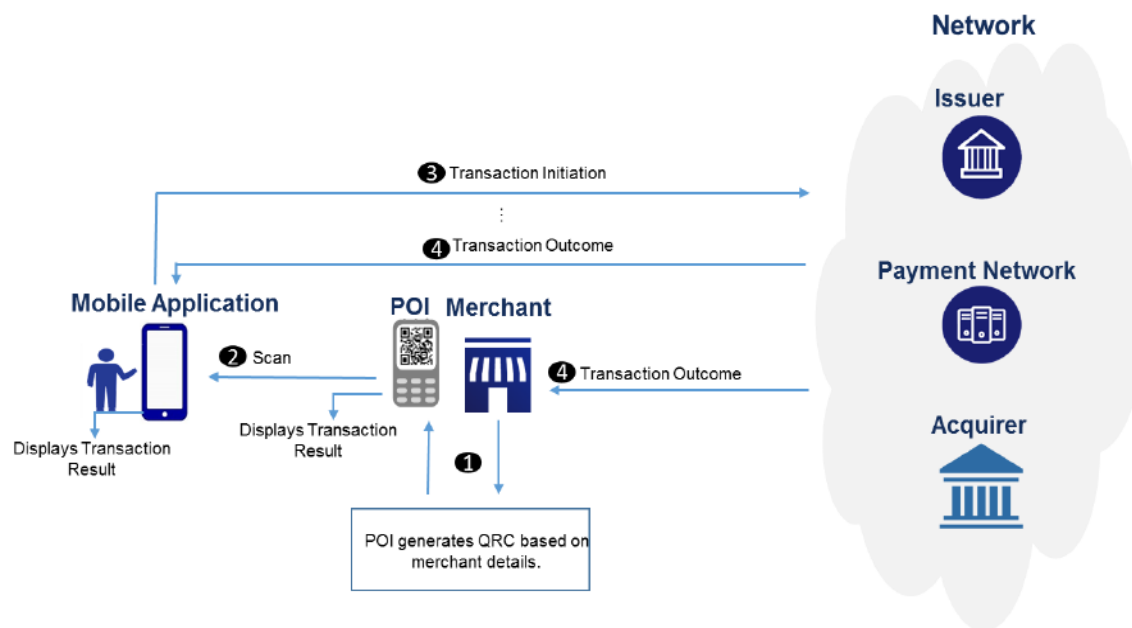 Network
Issuer
3 Transaction Initiation
4 Transaction Outcome
Payment Network
Mobile Application
POI
Merchant
2 Scan
4 Transaction Outcome
Displays Transaction
Result
Displays Transaction
Result
Acquirer
1
POI generates QRC based on
merchant details.